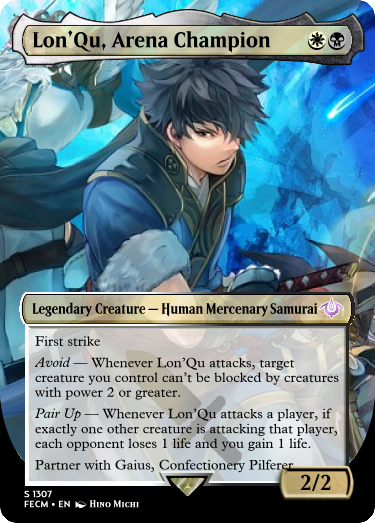 Lon'Qu, Arena Champion
Legendary Creature — Human Mercenary Samurai
First strike
Avoid — Whenever Lon'Qu attacks, target
creature you control can't be blocked by creatures
with power 2 or greater.
Pair Up — Whenever Lon'Qu attacks a player, if
exactly one other creature is attacking that player,
each opponent loses 1 life and you gain 1 life.
Partner with Gaius, Confectionery Pilferer
2/2
S 1307
FECM • EN Hino Michi